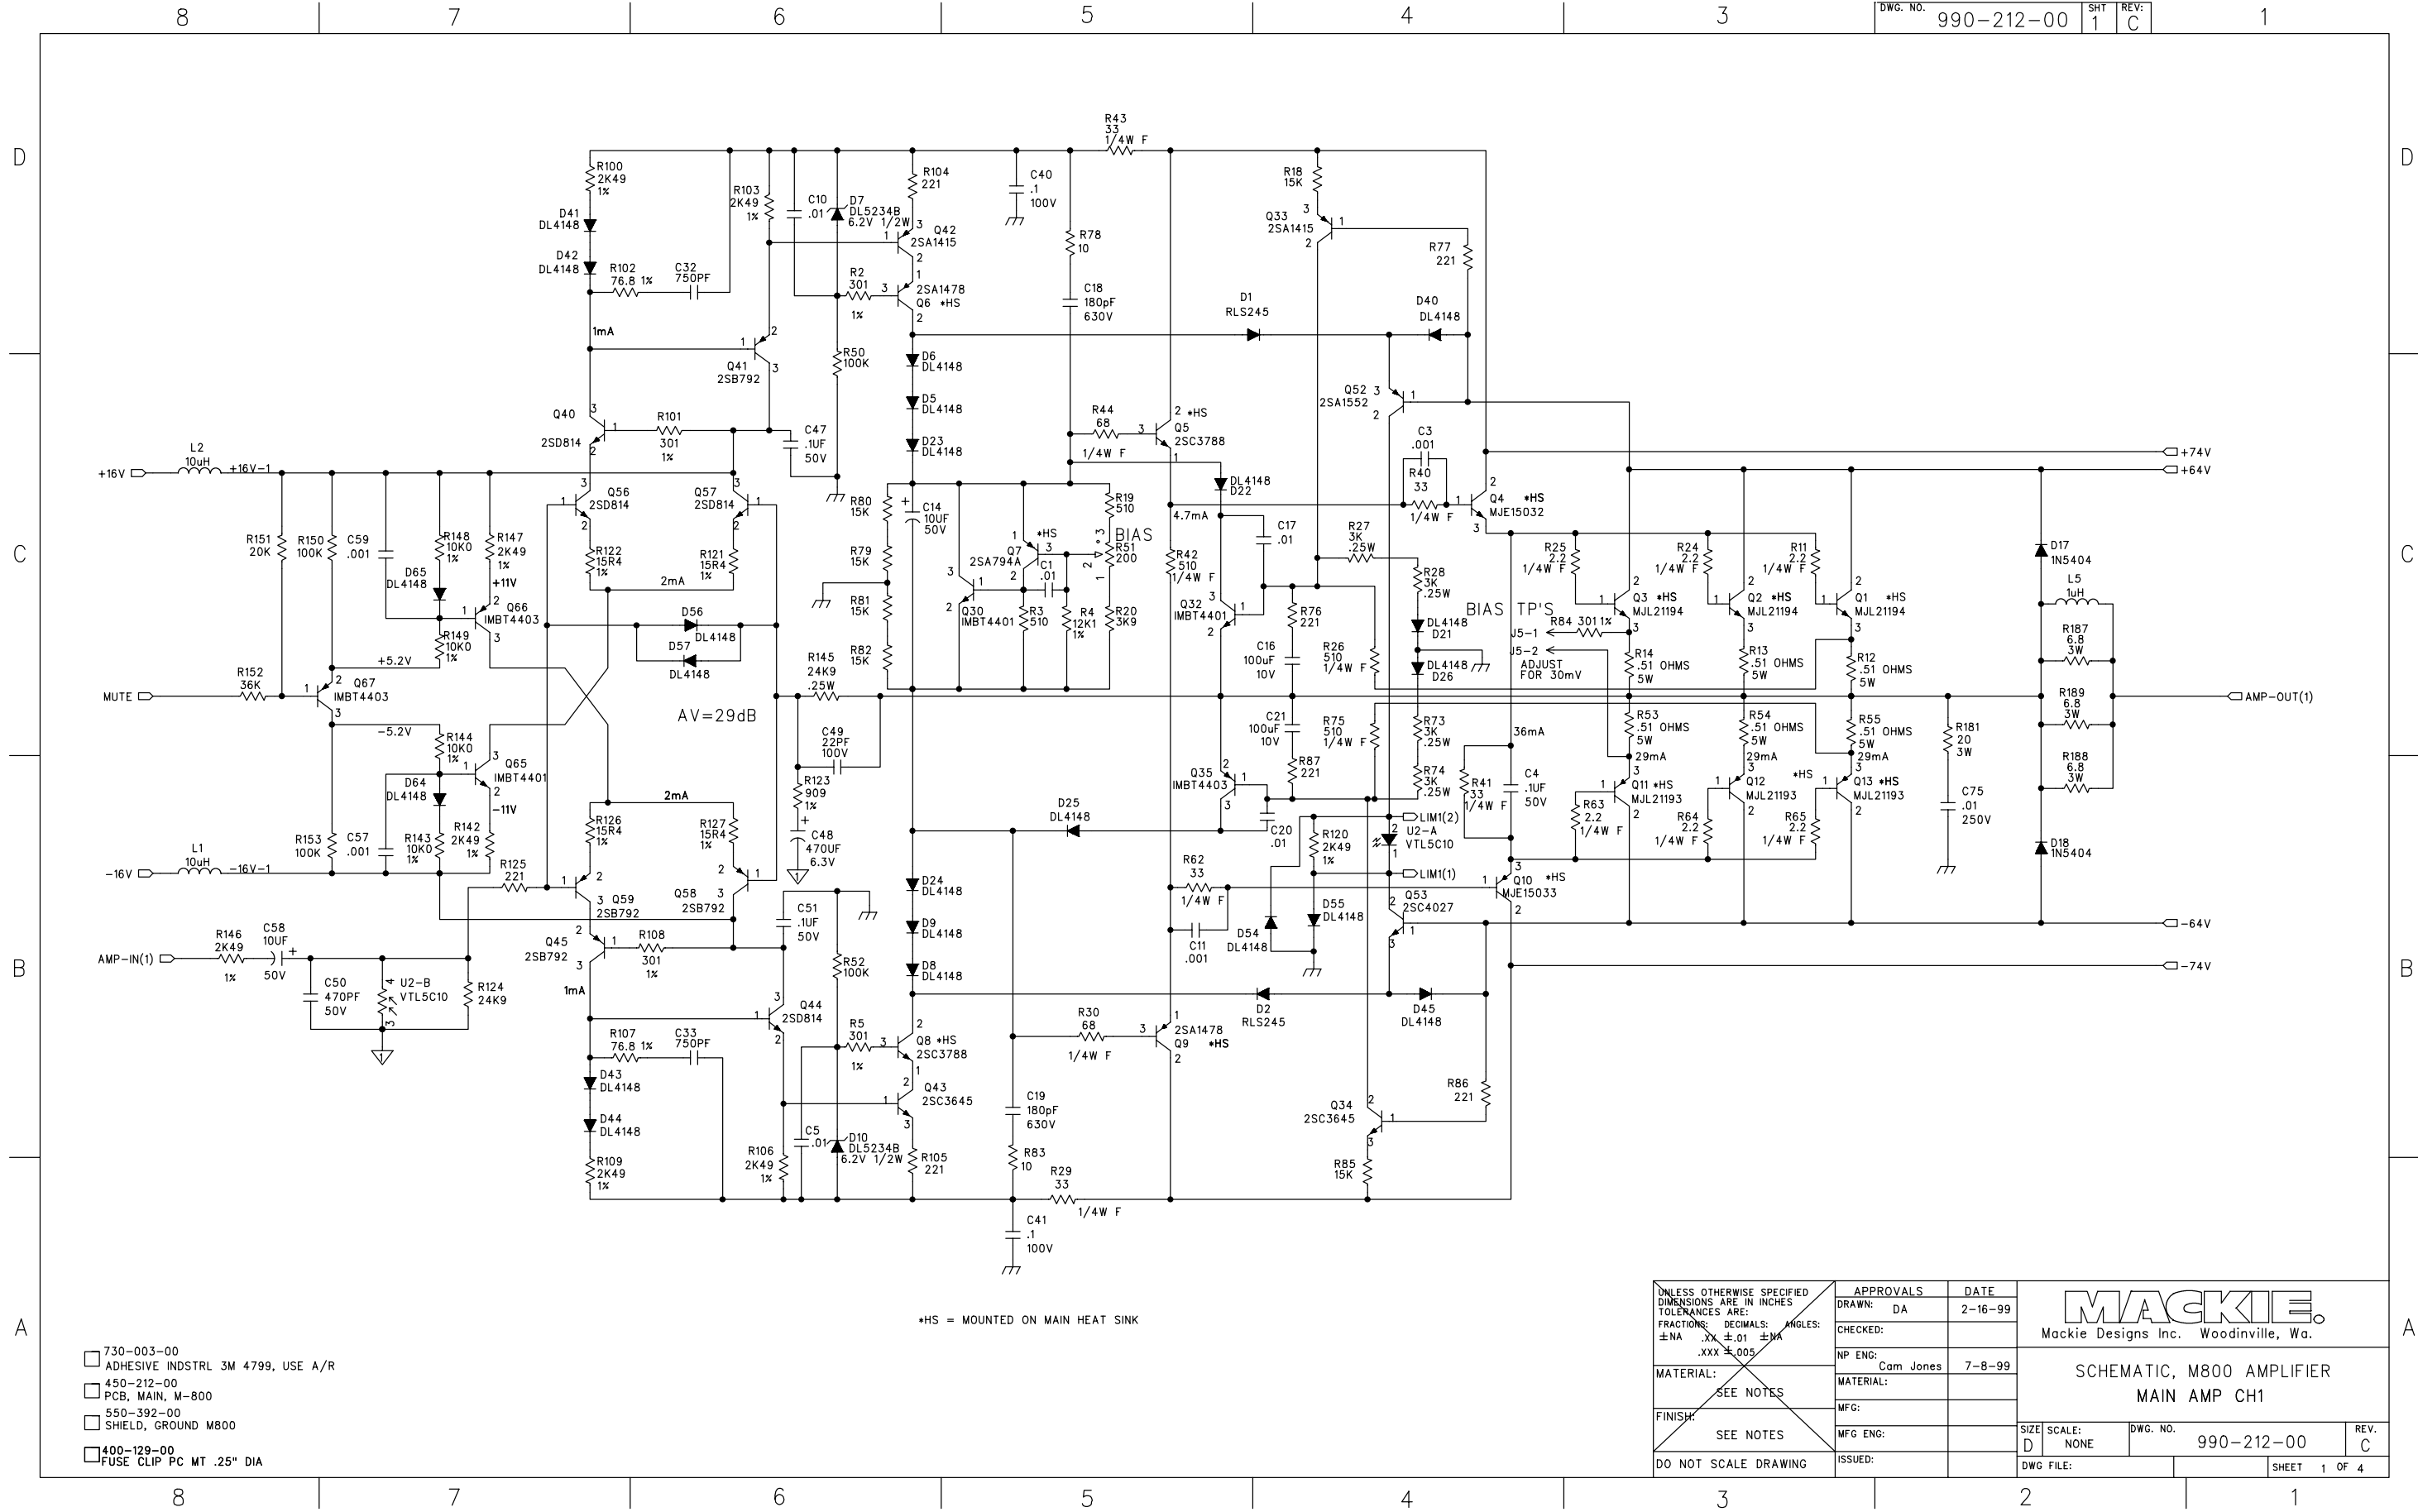 8 7 6 5 4 3 2 1
DWG. NO. 990-212-00 SHT 1 REV: C
D
D
C
C
B
B
A
A
R43
33
1/4W F
R100
2K49
1%
D41
DL4148
D42
DL4148
R102
76.8 1%
C32
750PF
R103
2K49
1%
C10
.01
D7
DL5234B
6.2V 1/2W
R104
221
Q42
2SA1415
R2
301
1%
2SA1478
Q6 *HS
C40
.1
100V
R78
10
C18
180pF
630V
R18
15K
Q33
2SA1415
R77
221
D1
RLS245
D40
DL4148
1mA
Q41
2SB792
R50
100K
D6
DL4148
D5
DL4148
D23
DL4148
Q52
2SA1552
Q40
2SD814
R101
301
1%
C47
.1UF
50V
R44
68
1/4W F
*HS
Q5
2SC3788
C3
.001
R40
33
1/4W F
+74V
+64V
L2
10uH
+16V
+16V-1
Q56
2SD814
Q57
2SD814
R80
15K
C14
10UF
50V
R19
510
DL4148
D22
4.7mA
Q4 *HS
MJE15032
R151
20K
R150
100K
C59
.001
R148
10K0
1%
R147
2K49
1%
D65
DL4148
+11V
R122
15R4
1%
R121
15R4
1%
2mA
R79
15K
*HS
Q7
2SA794A
C1
.01
BIAS
R51
200
R42
510
1/4W F
C17
.01
R27
3K
.25W
R28
3K
.25W
R25
2.2
1/4W F
R24
2.2
1/4W F
R11
2.2
1/4W F
D17
1N5404
L5
1uH
Q66
IMBT4403
R149
10K0
1%
D56
DL4148
D57
DL4148
R81
15K
Q30
IMBT4401
R3
510
R4
12K1
1%
R20
3K9
Q32
IMBT4401
R76
221
C16
100uF
10V
R26
510
1/4W F
DL4148
D21
DL4148
D26
BIAS TP'S
R84 301 1%
J5-1
J5-2
ADJUST
FOR 30mV
Q3 *HS
MJL21194
Q2 *HS
MJL21194
Q1 *HS
MJL21194
R14
.51 OHMS
5W
R13
.51 OHMS
5W
R12
.51 OHMS
5W
R187
6.8
3W
R189
6.8
3W
R188
6.8
3W
+5.2V
R152
36K
MUTE
Q67
IMBT4403
-5.2V
R145
24K9
.25W
R82
15K
AV=29dB
AMP-OUT(1)
R144
10K0
1%
D64
DL4148
Q65
IMBT4401
-11V
C49
22PF
100V
R123
909
1%
C48
470UF
6.3V
C21
100uF
10V
R87
221
R75
510
1/4W F
R73
3K
.25W
R74
3K
.25W
36mA
R53
.51 OHMS
5W
29mA
R54
.51 OHMS
5W
29mA
R55
.51 OHMS
5W
29mA
R181
20
3W
C75
.01
250V
Q35
IMBT4403
R41
33
1/4W F
C4
.1UF
50V
Q11 *HS
MJL21193
Q12
*HS
MJL21193
Q13 *HS
MJL21193
R63
2.2
1/4W F
R64
2.2
1/4W F
R65
2.2
1/4W F
D18
1N5404
L1
10uH
-16V
-16V-1
R153
100K
C57
.001
R143
10K0
1%
R142
2K49
1%
R125
221
2mA
R126
15R4
1%
R127
15R4
1%
Q59
2SB792
Q58
2SB792
D25
DL4148
C20
.01
R120
2K49
1%
LIM1(2)
U2-A
VTL5C10
LIM1(1)
R62
33
1/4W F
Q10 *HS
MJE15033
Q53
2SC4027
D24
DL4148
D9
DL4148
D8
DL4148
C51
.1UF
50V
R52
100K
D54
DL4148
D55
DL4148
C11
.001
-64V
-74V
R146
2K49
1%
C58
10UF
50V
AMP-IN(1)
C50
470PF
50V
U2-B
VTL5C10
R124
24K9
Q45
2SB792
R108
301
1%
1mA
Q44
2SD814
R107
76.8 1%
C33
750PF
R5
301
1%
Q8 *HS
2SC3788
Q43
2SC3645
D2
RLS245
D45
DL4148
R30
68
1/4W F
2SA1478
Q9 *HS
D43
DL4148
D44
DL4148
R109
2K49
1%
R106
2K49
1%
C5
.01
D10
DL5234B
6.2V 1/2W
R105
221
C19
180pF
630V
R83
10
R29
33
1/4W F
Q34
2SC3645
R86
221
R85
15K
C41
.1
100V
*HS = MOUNTED ON MAIN HEAT SINK
730-003-00
ADHESIVE INDSTRL 3M 4799, USE A/R
450-212-00
PCB, MAIN, M-800
550-392-00
SHIELD, GROUND M800
400-129-00
FUSE CLIP PC MT .25" DIA
UNLESS OTHERWISE SPECIFIED
DIMENSIONS ARE IN INCHES
TOLERANCES ARE:
FRACTIONS: DECIMALS: ANGLES:
±NA .XX ±.01 ±NA
.XXX ±.005
MATERIAL:
SEE NOTES
FINISH:
SEE NOTES
DO NOT SCALE DRAWING
APPROVALS DATE
DRAWN: DA 2-16-99
CHECKED:
NP ENG: Cam Jones 7-8-99
MATERIAL:
MFG:
MFG ENG:
ISSUED:
MACKIE.
Mackie Designs Inc. Woodinville, Wa.
SCHEMATIC, M800 AMPLIFIER
MAIN AMP CH1
SIZE D SCALE: NONE DWG. NO. 990-212-00 REV. C
DWG FILE: SHEET 1 OF 4
8 7 6 5 4 3 2 1